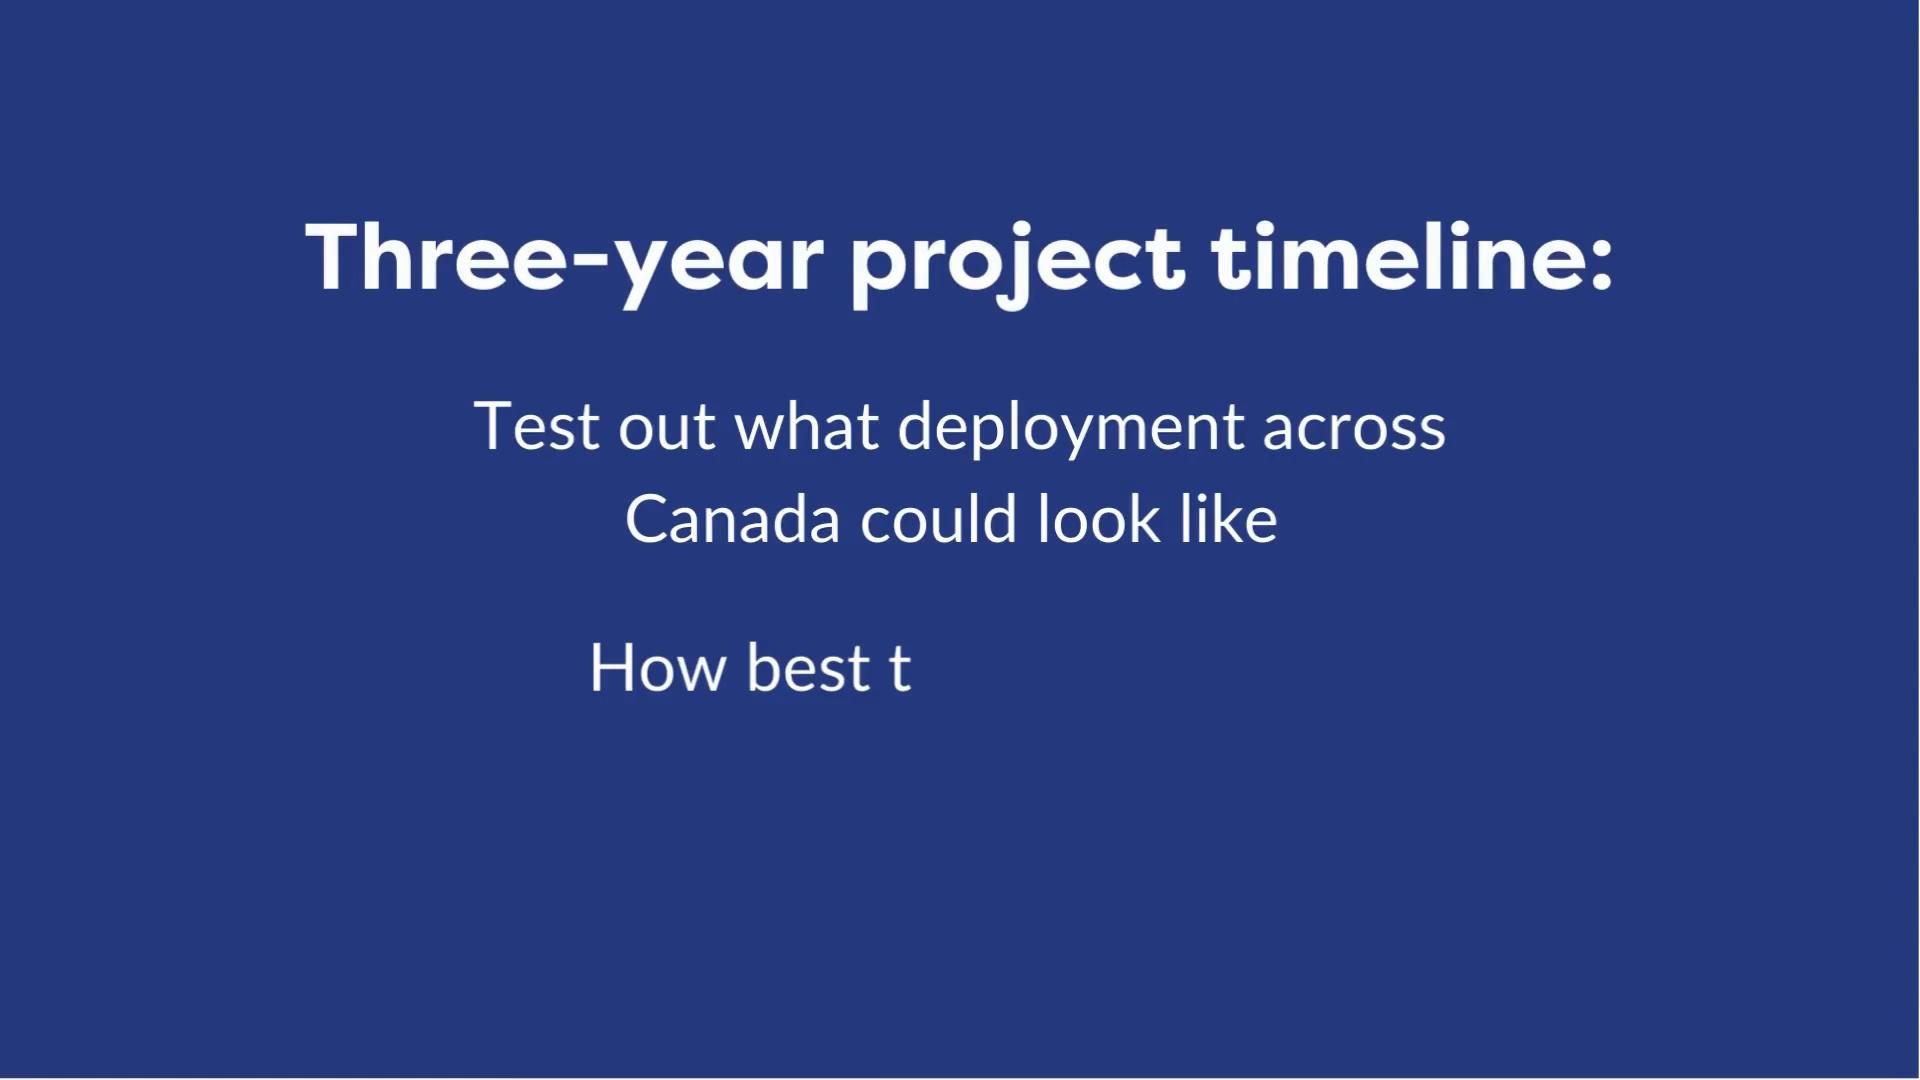 Three-year project timeline:
Test out what deployment across
Canada could look like
How best t